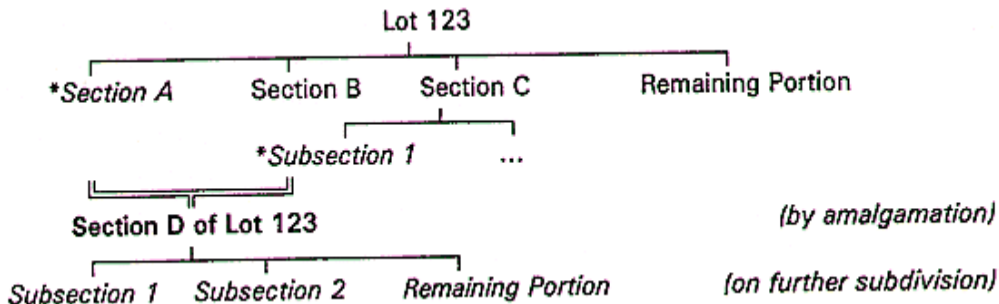 Lot 123
*Section A Section B Section C Remaining Portion
*Subsection 1 ...
Section D of Lot 123 (by amalgamation)
Subsection 1 Subsection 2 Remaining Portion (on further subdivision)